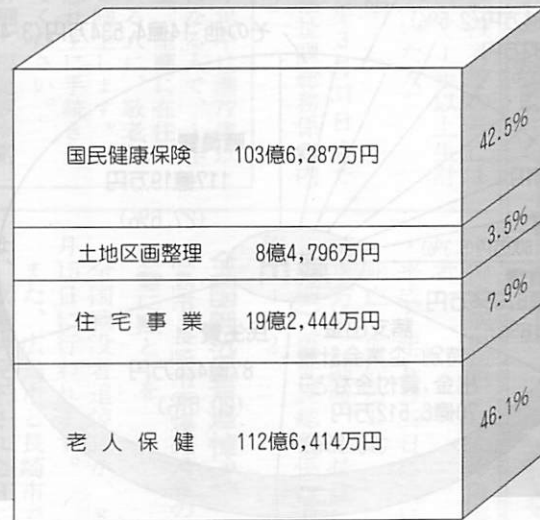 国民健康保険 103億6,287万円 42.5%
土地区画整理 8億4,796万円 3.5%
住宅事業 19億2,444万円 7.9%
老人保健 112億6,414万円 46.1%